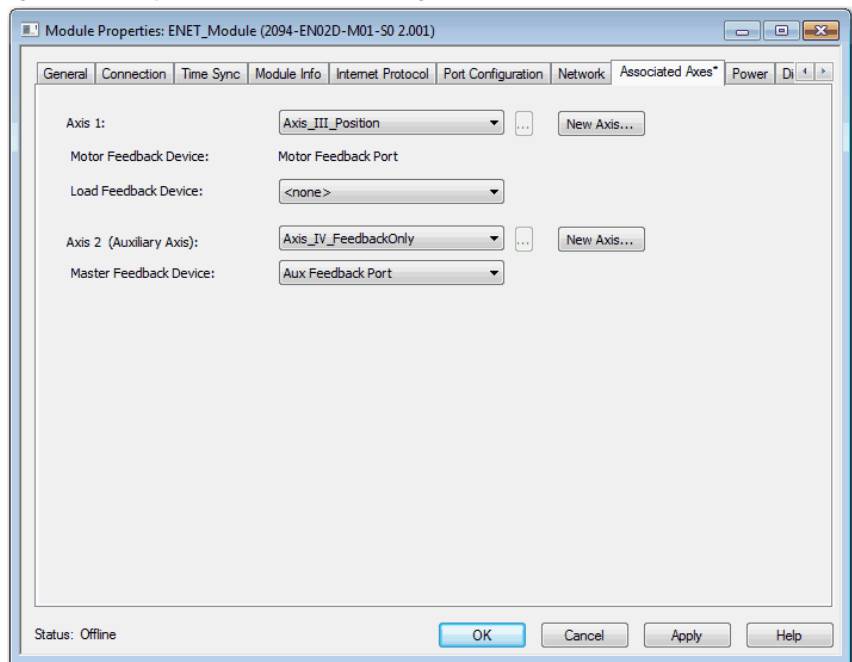 Module Properties: ENET_Module (2094-EN02D-M01-S0 2.001)
General Connection Time Sync Module Info Internet Protocol Port Configuration Network Associated Axes* Power Di
Axis 1: Axis_III_Position ... New Axis...
Motor Feedback Device: Motor Feedback Port
Load Feedback Device: <none>
Axis 2 (Auxiliary Axis): Axis_IV_FeedbackOnly ... New Axis...
Master Feedback Device: Aux Feedback Port
Status: Offline OK Cancel Apply Help